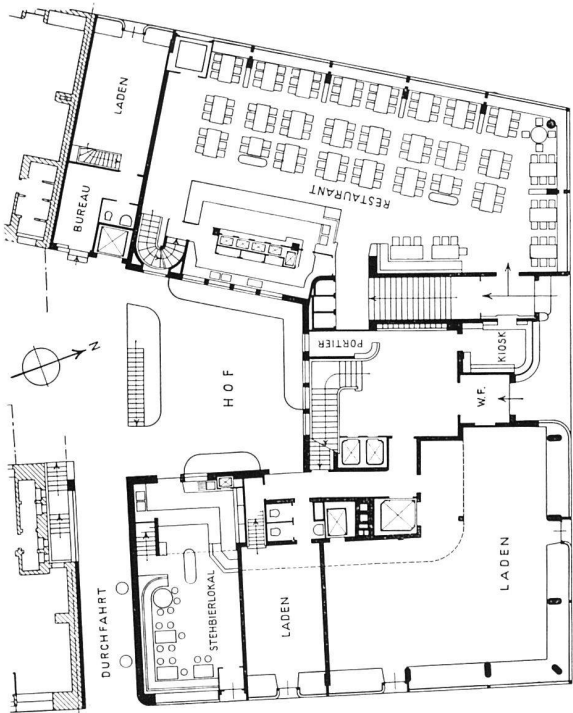 LADEN
BUREAU
RESTAURANT
PORTIER
KIOSK
W.F.
N
HOF
LADEN
LADEN
STEHBIERLOKAL
DURCHFAHRT